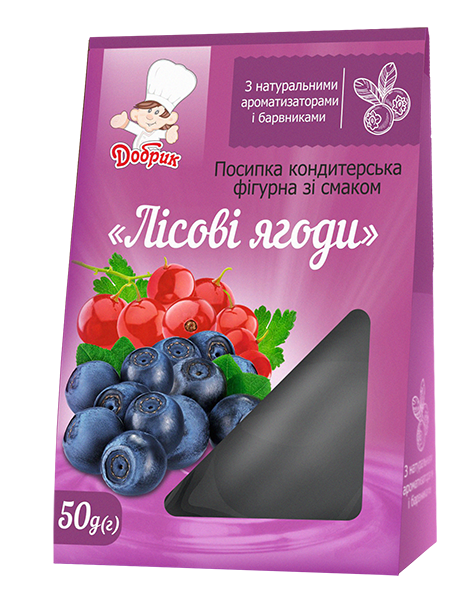 Добрик
З натуральними
ароматизаторами
і барвниками
Посипка кондитерська
фігурна зі смаком
«Лісові ягоди»
50g(г)
З натуральними
ароматизаторами
і барвниками